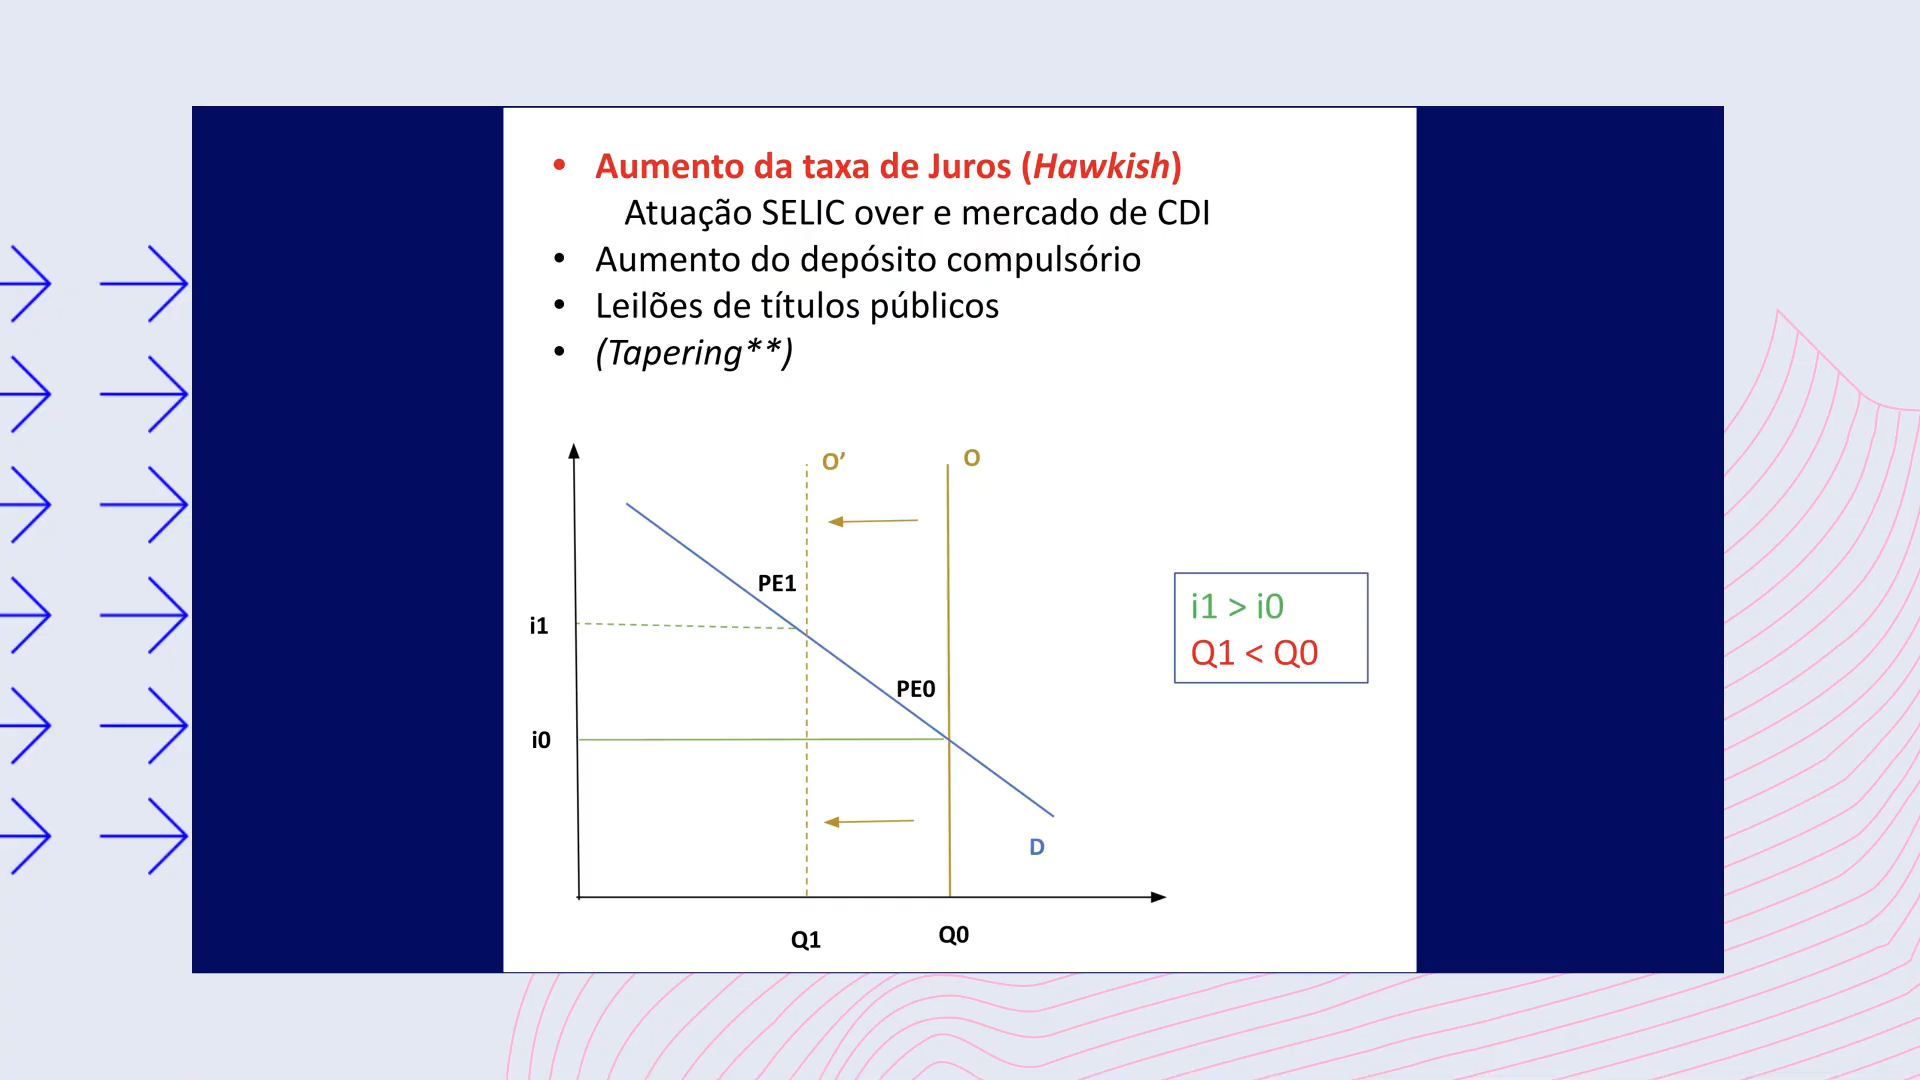 • Aumento da taxa de Juros (Hawkish)
Atuação SELIC over e mercado de CDI
• Aumento do depósito compulsório
• Leilões de títulos públicos
• (Tapering**)
O’
O
PE1
i1
i1 > i0
Q1 < Q0
PE0
i0
D
Q1
Q0